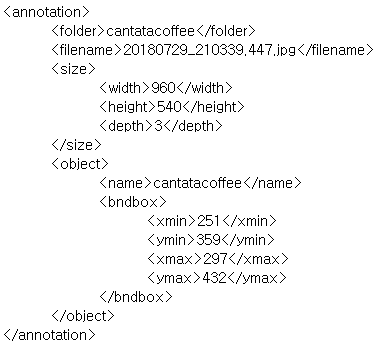 <annotation>
<folder>cantatacoffee</folder>
<filename>20180729_210339.447.jpg</filename>
<size>
<width>960</width>
<height>540</height>
<depth>3</depth>
</size>
<object>
<name>cantatacoffee</name>
<bndbox>
<xmin>251</xmin>
<ymin>359</ymin>
<xmax>297</xmax>
<ymax>432</ymax>
</bndbox>
</object>
</annotation>